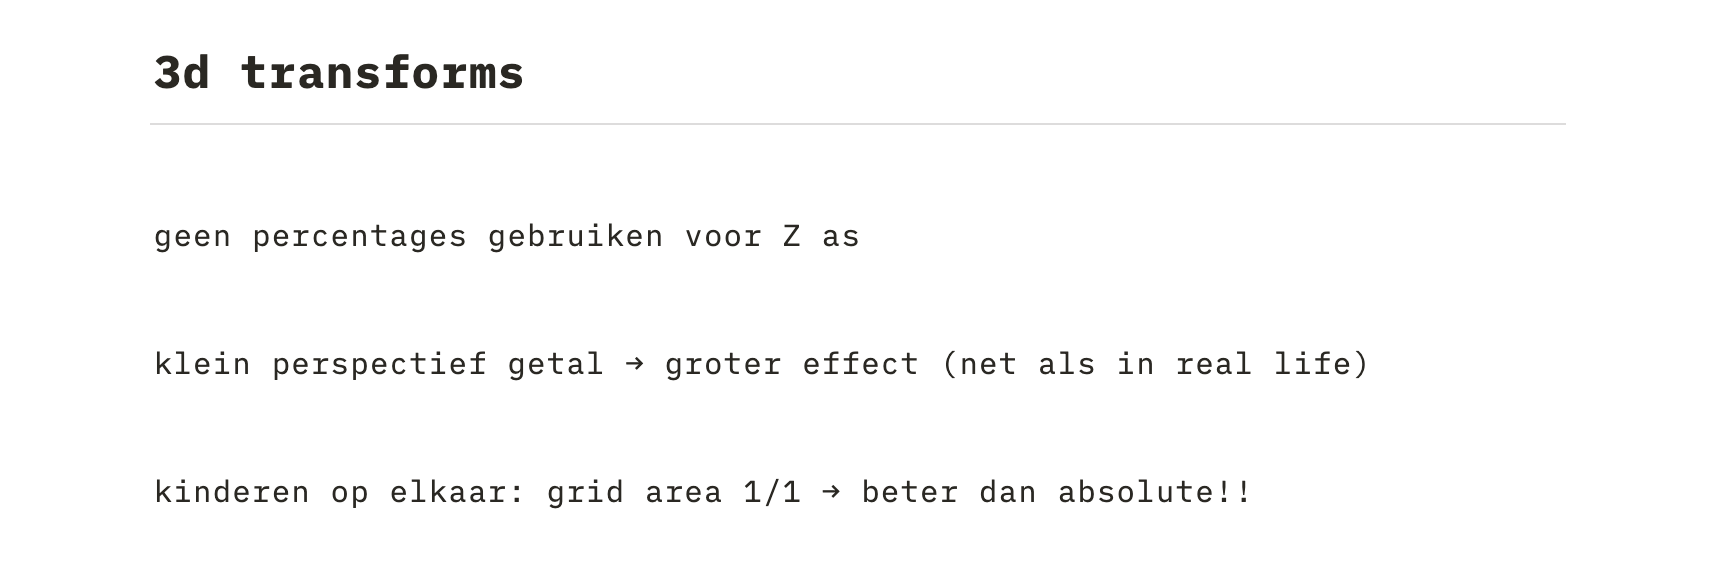 3d transforms
geen percentages gebruiken voor Z as
klein perspectief getal → groter effect (net als in real life)
kinderen op elkaar: grid area 1/1 → beter dan absolute!!